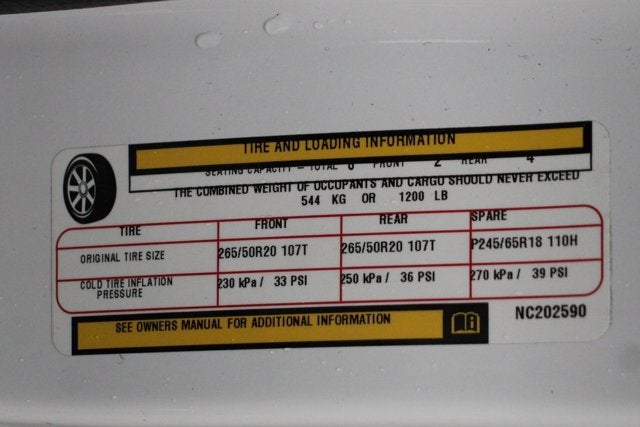 TIRE AND LOADING INFORMATION
SEATING CAPACITY - TOTAL 6 FRONT 2 REAR 4
THE COMBINED WEIGHT OF OCCUPANTS AND CARGO SHOULD NEVER EXCEED
544 KG OR 1200 LB
TIRE FRONT REAR SPARE
ORIGINAL TIRE SIZE 265/50R20 107T 265/50R20 107T P245/65R18 110H
COLD TIRE INFLATION PRESSURE 230 kPa / 33 PSI 250 kPa / 36 PSI 270 kPa / 39 PSI
SEE OWNERS MANUAL FOR ADDITIONAL INFORMATION
NC202590